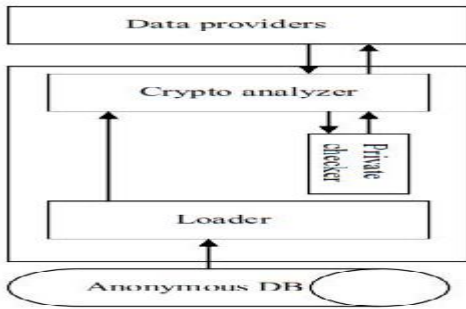 Data providers
Crypto analyzer
Private
checker
Loader
Anonymous DB